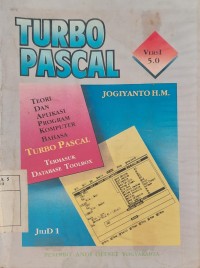 TURBO
PASCAL
VERSI
5.0
JOGIYANTO H.M.
TEORI
DAN
APLIKASI
PROGRAM
KOMPUTER
BAHASA
TURBO PASCAL
TERMASUK
DATABASE TOOLBOX
Jilid 1